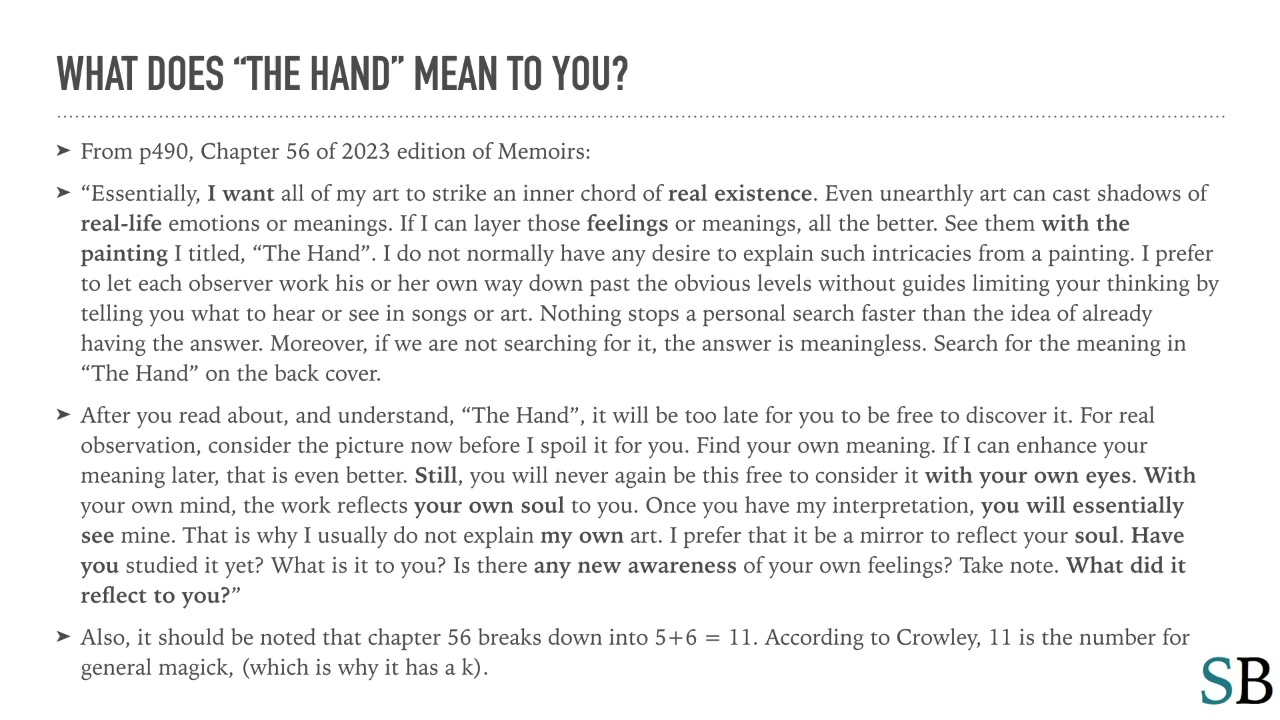 WHAT DOES “THE HAND” MEAN TO YOU?
➤ From p490, Chapter 56 of 2023 edition of Memoirs:
➤ “Essentially, I want all of my art to strike an inner chord of real existence. Even unearthly art can cast shadows of
real-life emotions or meanings. If I can layer those feelings or meanings, all the better. See them with the
painting I titled, “The Hand”. I do not normally have any desire to explain such intricacies from a painting. I prefer
to let each observer work his or her own way down past the obvious levels without guides limiting your thinking by
telling you what to hear or see in songs or art. Nothing stops a personal search faster than the idea of already
having the answer. Moreover, if we are not searching for it, the answer is meaningless. Search for the meaning in
“The Hand” on the back cover.
➤ After you read about, and understand, “The Hand”, it will be too late for you to be free to discover it. For real
observation, consider the picture now before I spoil it for you. Find your own meaning. If I can enhance your
meaning later, that is even better. Still, you will never again be this free to consider it with your own eyes. With
your own mind, the work reflects your own soul to you. Once you have my interpretation, you will essentially
see mine. That is why I usually do not explain my own art. I prefer that it be a mirror to reflect your soul. Have
you studied it yet? What is it to you? Is there any new awareness of your own feelings? Take note. What did it
reflect to you?”
➤ Also, it should be noted that chapter 56 breaks down into 5+6 = 11. According to Crowley, 11 is the number for
general magick, (which is why it has a k).
SB